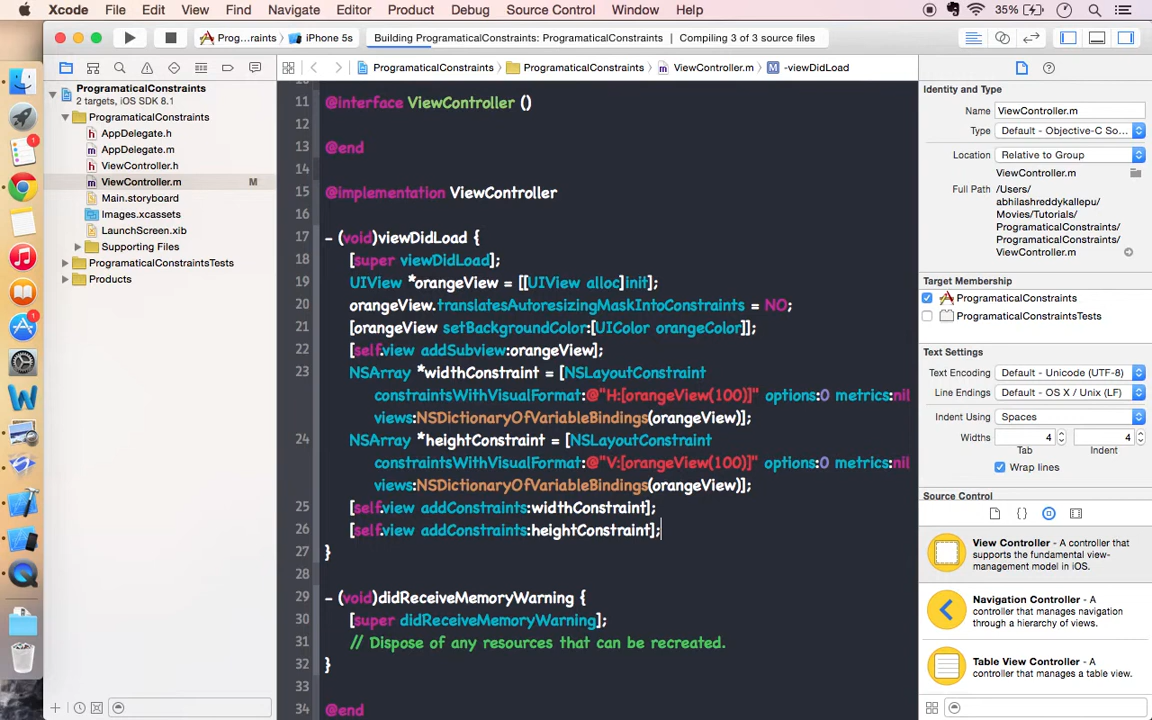 Xcode File Edit View Find Navigate Editor Product Debug Source Control Window Help 35%
Prog...raints iPhone 5s Building ProgramaticalConstraints: ProgramaticalConstraints Compiling 3 of 3 source files
ProgramaticalConstraints ProgramaticalConstraints ViewController.m M -viewDidLoad
ProgramaticalConstraints
2 targets, iOS SDK 8.1
ProgramaticalConstraints
h AppDelegate.h
m AppDelegate.m
h ViewController.h
m ViewController.m M
Main.storyboard
Images.xcassets
LaunchScreen.xib
Supporting Files
ProgramaticalConstraintsTests
Products
11 @interface ViewController ()
12
13 @end
14
15 @implementation ViewController
16
17 - (void)viewDidLoad {
18 [super viewDidLoad];
19 UIView *orangeView = [[UIView alloc]init];
20 orangeView.translatesAutoresizingMaskIntoConstraints = NO;
21 [orangeView setBackgroundColor:[UIColor orangeColor]];
22 [self.view addSubview:orangeView];
23 NSArray *widthConstraint = [NSLayoutConstraint
constraintsWithVisualFormat:@"H:[orangeView(100)]" options:0 metrics:nil
views:NSDictionaryOfVariableBindings(orangeView)];
24 NSArray *heightConstraint = [NSLayoutConstraint
constraintsWithVisualFormat:@"V:[orangeView(100)]" options:0 metrics:nil
views:NSDictionaryOfVariableBindings(orangeView)];
25 [self.view addConstraints:widthConstraint];
26 [self.view addConstraints:heightConstraint];
27 }
28
29 - (void)didReceiveMemoryWarning {
30 [super didReceiveMemoryWarning];
31 // Dispose of any resources that can be recreated.
32 }
33
34 @end
Identity and Type
Name ViewController.m
Type Default - Objective-C So...
Location Relative to Group
ViewController.m
Full Path /Users/
abhilashreddykallepu/
Movies/Tutorials/
ProgramaticalConstraints/
ProgramaticalConstraints/
ViewController.m
Target Membership
ProgramaticalConstraints
ProgramaticalConstraintsTests
Text Settings
Text Encoding Default - Unicode (UTF-8)
Line Endings Default - OS X / Unix (LF)
Indent Using Spaces
Widths 4 4
Tab Indent
Wrap lines
Source Control
View Controller - A
controller that
supports the fundamental view-
management model in iOS.
Navigation Controller - A
controller that manages navigation
through a hierarchy of views.
Table View Controller - A
controller that manages a table view.